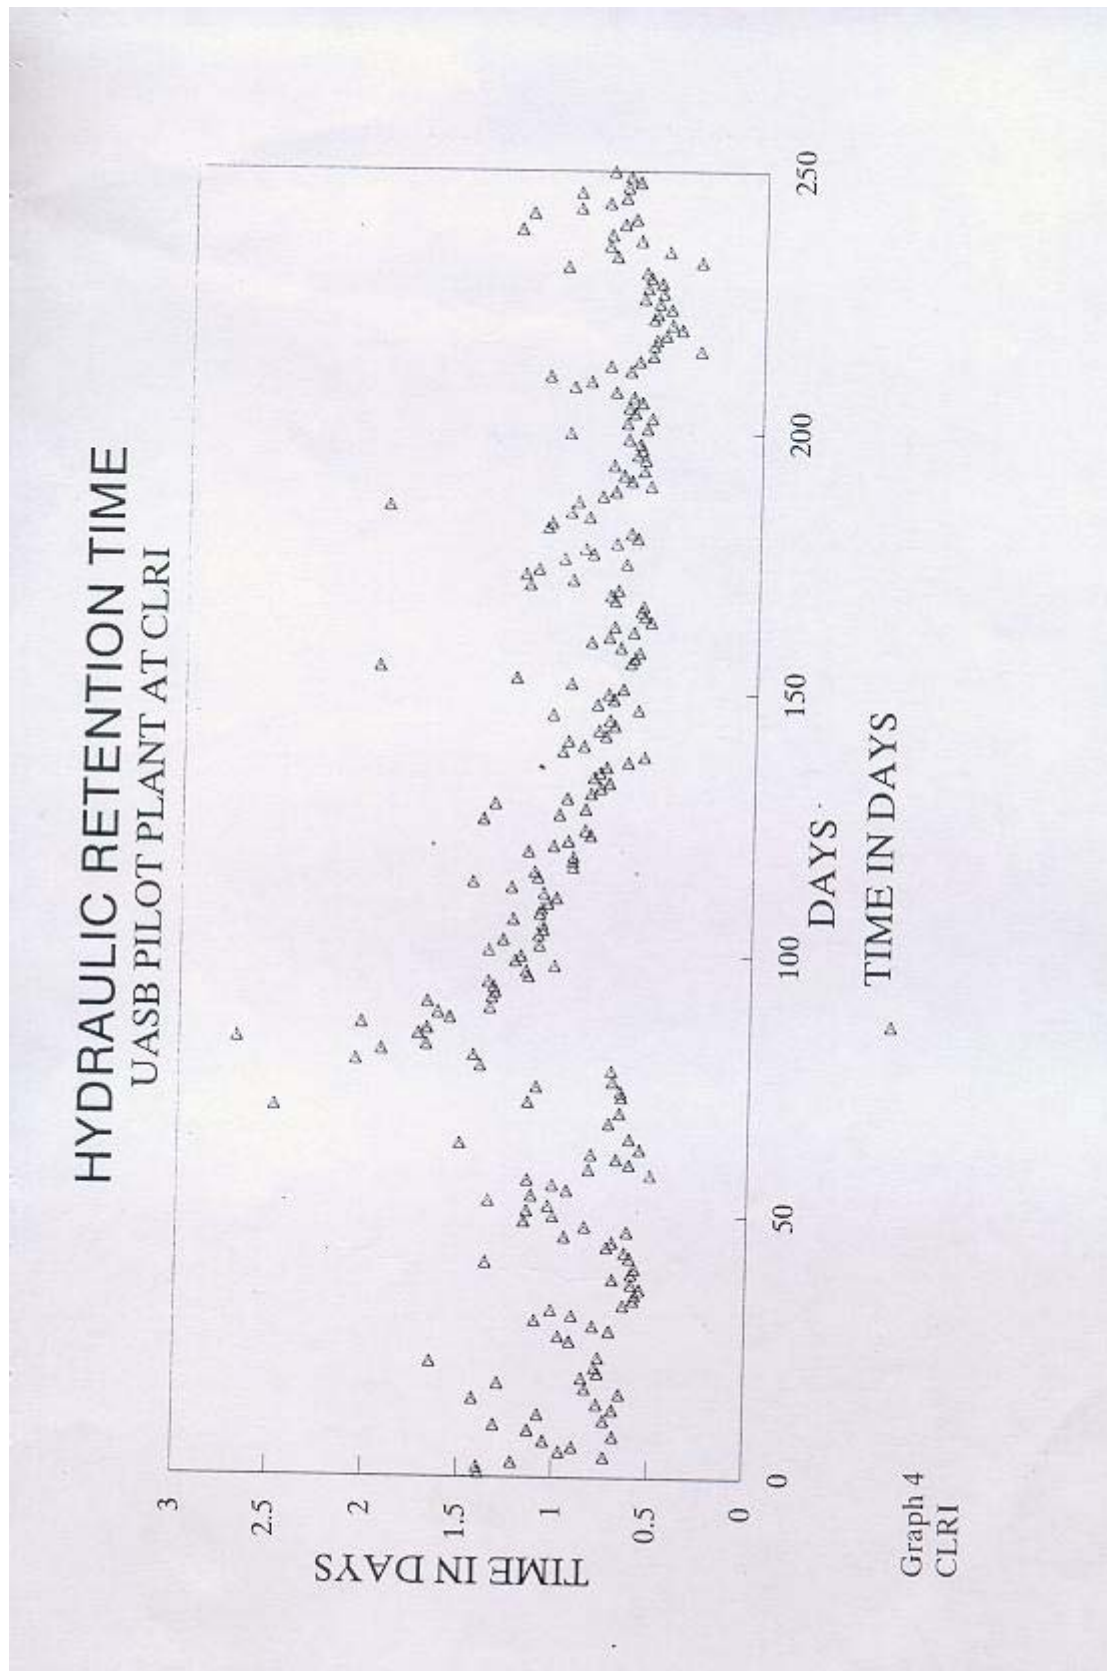 HYDRAULIC RETENTION TIME
UASB PILOT PLANT AT CLRI
TIME IN DAYS
3
2.5
2
1.5
1
0.5
0
0
50
100
150
200
250
DAYS
TIME IN DAYS
Graph 4
CLRI